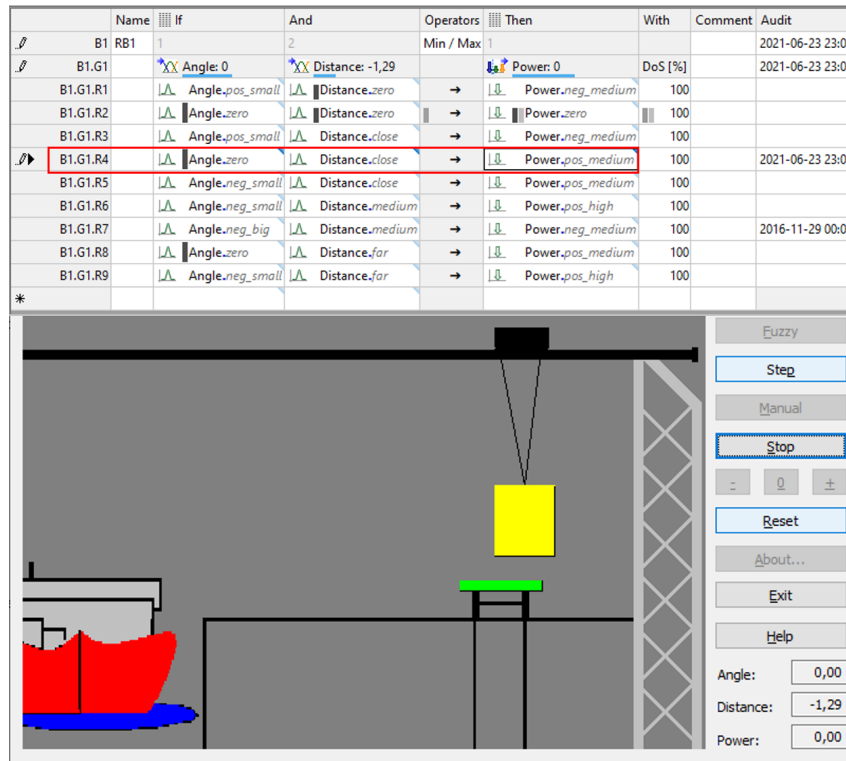 Name If And Operators Then With Comment Audit
B1 RB1 1 2 Min / Max 1 2021-06-23 23:0
B1.G1 Angle: 0 Distance: -1,29 Power: 0 DoS [%] 2021-06-23 23:0
B1.G1.R1 Angle.pos_small Distance.zero → Power.neg_medium 100
B1.G1.R2 Angle.zero Distance.zero → Power.zero 100
B1.G1.R3 Angle.pos_small Distance.close → Power.neg_medium 100
B1.G1.R4 Angle.zero Distance.close → Power.pos_medium 100 2021-06-23 23:0
B1.G1.R5 Angle.neg_small Distance.close → Power.pos_medium 100
B1.G1.R6 Angle.neg_small Distance.medium → Power.pos_high 100
B1.G1.R7 Angle.neg_big Distance.medium → Power.neg_medium 100 2016-11-29 00:0
B1.G1.R8 Angle.zero Distance.far → Power.pos_medium 100
B1.G1.R9 Angle.neg_small Distance.far → Power.pos_high 100
*
Fuzzy
Step
Manual
Stop
- 0 +
Reset
About...
Exit
Help
Angle: 0,00
Distance: -1,29
Power: 0,00